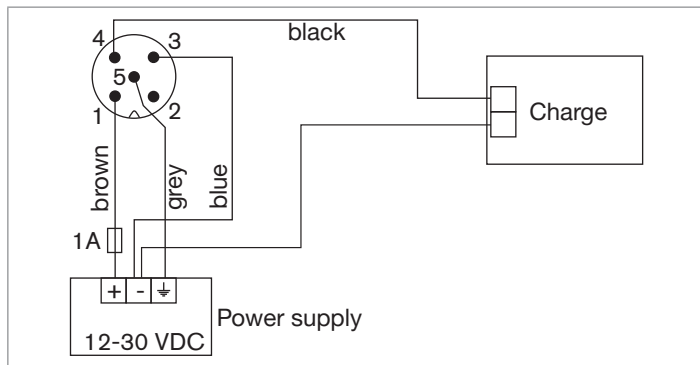 4
3
black
5
1
2
Charge
brown
grey
blue
1A
+ -
Power supply
12-30 VDC